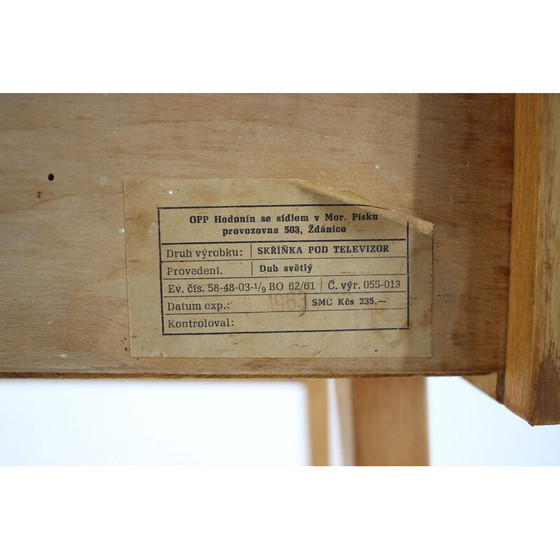 OPP Hodonín se sídlem v Mor. Písku
provozovna 503, Ždánice
Druh výrobku: SKŘÍŇKA POD TELEVIZOR
Provedení. Dub světlý
Ev. čís. 58-48-03-1/9 BO 62/61 Č. výr. 055-013
Datum exp.: SMC Kčs 235,—
Kontroloval: